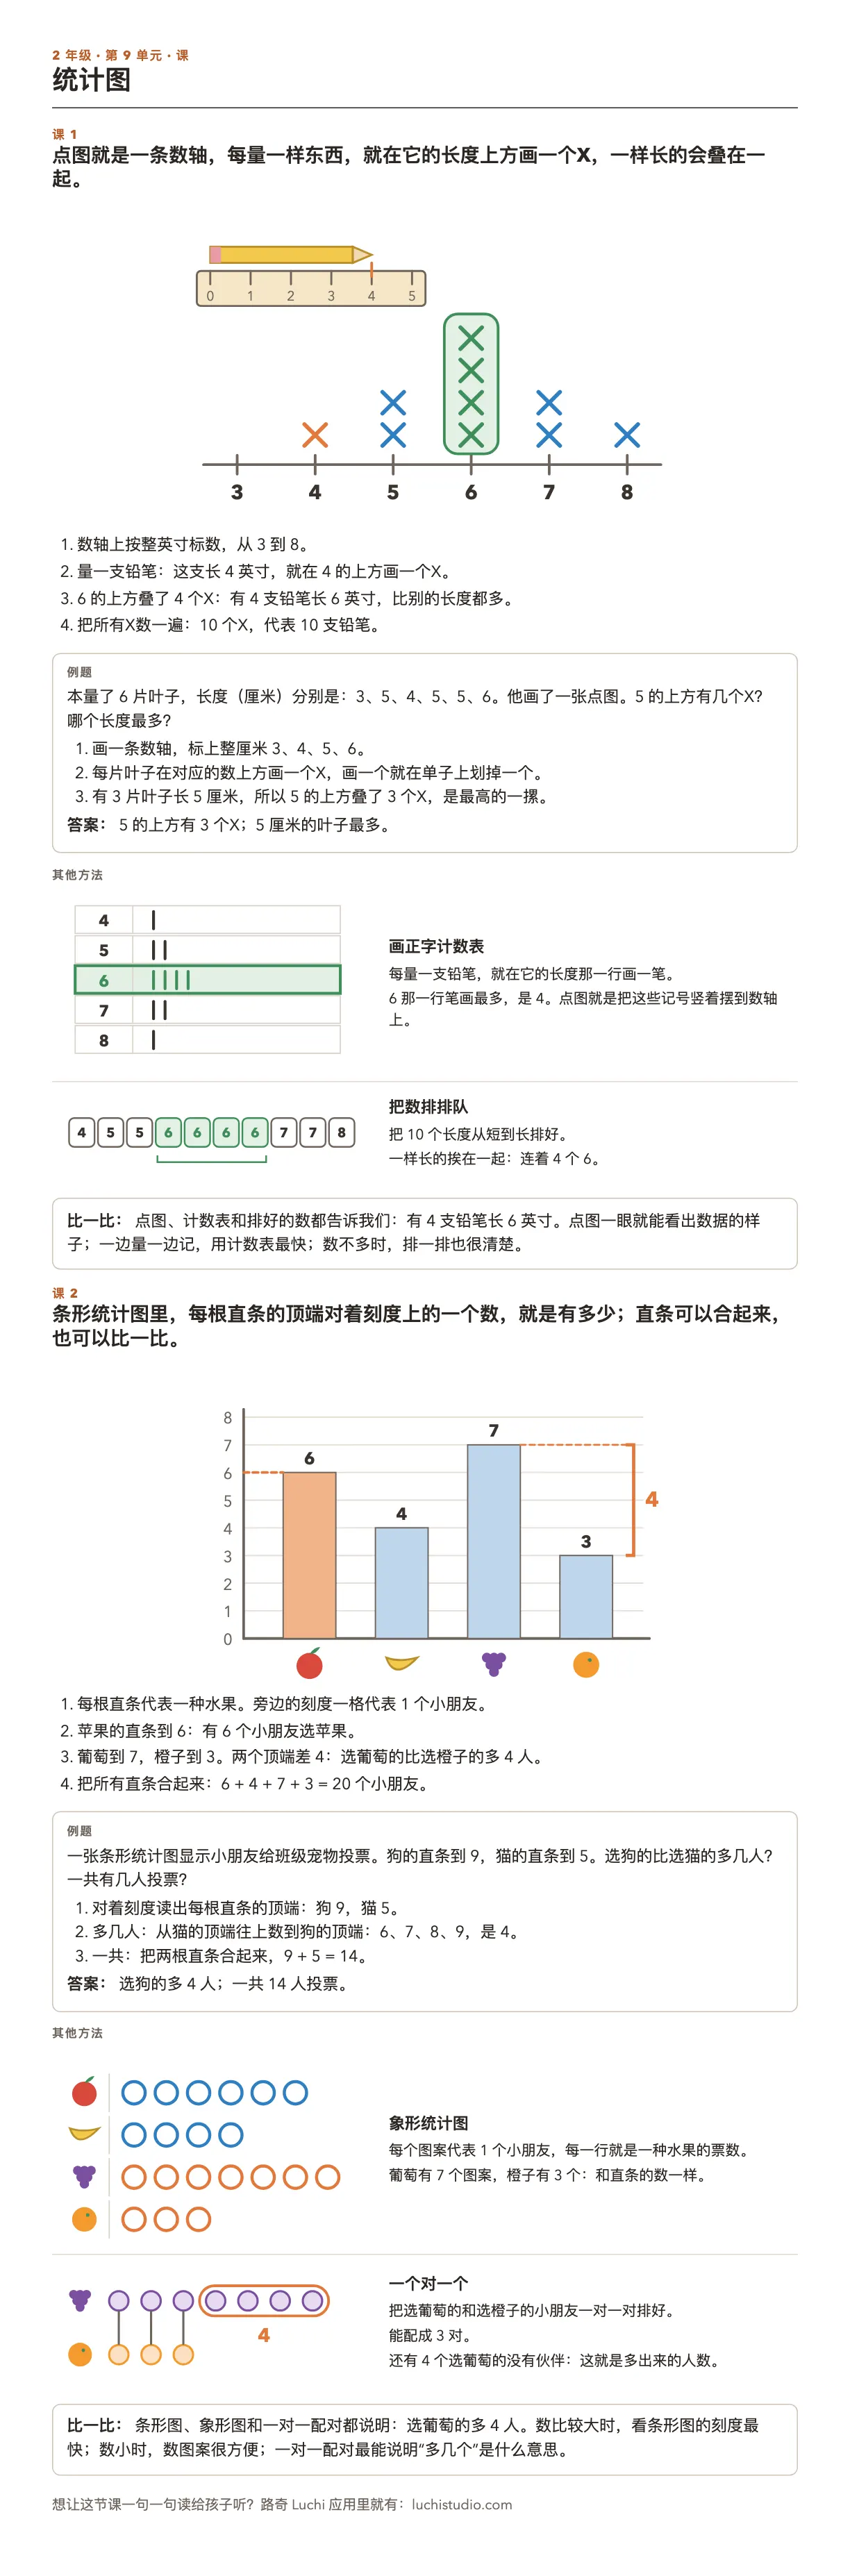 2 年级 · 第 9 单元 · 课
统计图
课 1
点图就是一条数轴，每量一样东西，就在它的长度上方画一个X，一样长的会叠在一
起。
0 1 2 3 4 5
3 4 5 6 7 8
1. 数轴上按整英寸标数，从 3 到 8。
2. 量一支铅笔：这支长 4 英寸，就在 4 的上方画一个X。
3. 6 的上方叠了 4 个X：有 4 支铅笔长 6 英寸，比别的长度都多。
4. 把所有X数一遍：10 个X，代表 10 支铅笔。
例题
本量了 6 片叶子，长度（厘米）分别是：3、5、4、5、5、6。他画了一张点图。5 的上方有几个X？
哪个长度最多？
1. 画一条数轴，标上整厘米 3、4、5、6。
2. 每片叶子在对应的数上方画一个X，画一个就在单子上划掉一个。
3. 有 3 片叶子长 5 厘米，所以 5 的上方叠了 3 个X，是最高的一摞。
答案： 5 的上方有 3 个X；5 厘米的叶子最多。
其他方法
4
5
6
7
8
画正字计数表
每量一支铅笔，就在它的长度那一行画一笔。
6 那一行笔画最多，是 4。点图就是把这些记号竖着摆到数轴
上。
4 5 5 6 6 6 6 7 7 8
把数排排队
把 10 个长度从短到长排好。
一样长的挨在一起：连着 4 个 6。
比一比： 点图、计数表和排好的数都告诉我们：有 4 支铅笔长 6 英寸。点图一眼就能看出数据的样
子；一边量一边记，用计数表最快；数不多时，排一排也很清楚。
课 2
条形统计图里，每根直条的顶端对着刻度上的一个数，就是有多少；直条可以合起来，
也可以比一比。
8
7
6
5
4
3
2
1
0
6
4
7
3
4
1. 每根直条代表一种水果。旁边的刻度一格代表 1 个小朋友。
2. 苹果的直条到 6：有 6 个小朋友选苹果。
3. 葡萄到 7，橙子到 3。两个顶端差 4：选葡萄的比选橙子的多 4 人。
4. 把所有直条合起来：6 + 4 + 7 + 3 = 20 个小朋友。
例题
一张条形统计图显示小朋友给班级宠物投票。狗的直条到 9，猫的直条到 5。选狗的比选猫的多几人？
一共有几人投票？
1. 对着刻度读出每根直条的顶端：狗 9，猫 5。
2. 多几人：从猫的顶端往上数到狗的顶端：6、7、8、9，是 4。
3. 一共：把两根直条合起来，9 + 5 = 14。
答案： 选狗的多 4 人；一共 14 人投票。
其他方法
象形统计图
每个图案代表 1 个小朋友，每一行就是一种水果的票数。
葡萄有 7 个图案，橙子有 3 个：和直条的数一样。
4
一个对一个
把选葡萄的和选橙子的小朋友一对一对排好。
能配成 3 对。
还有 4 个选葡萄的没有伙伴：这就是多出来的人数。
比一比： 条形图、象形图和一对一配对都说明：选葡萄的多 4 人。数比较大时，看条形图的刻度最
快；数小时，数图案很方便；一对一配对最能说明“多几个”是什么意思。
想让这节课一句一句读给孩子听？路奇 Luchi 应用里就有：luchistudio.com